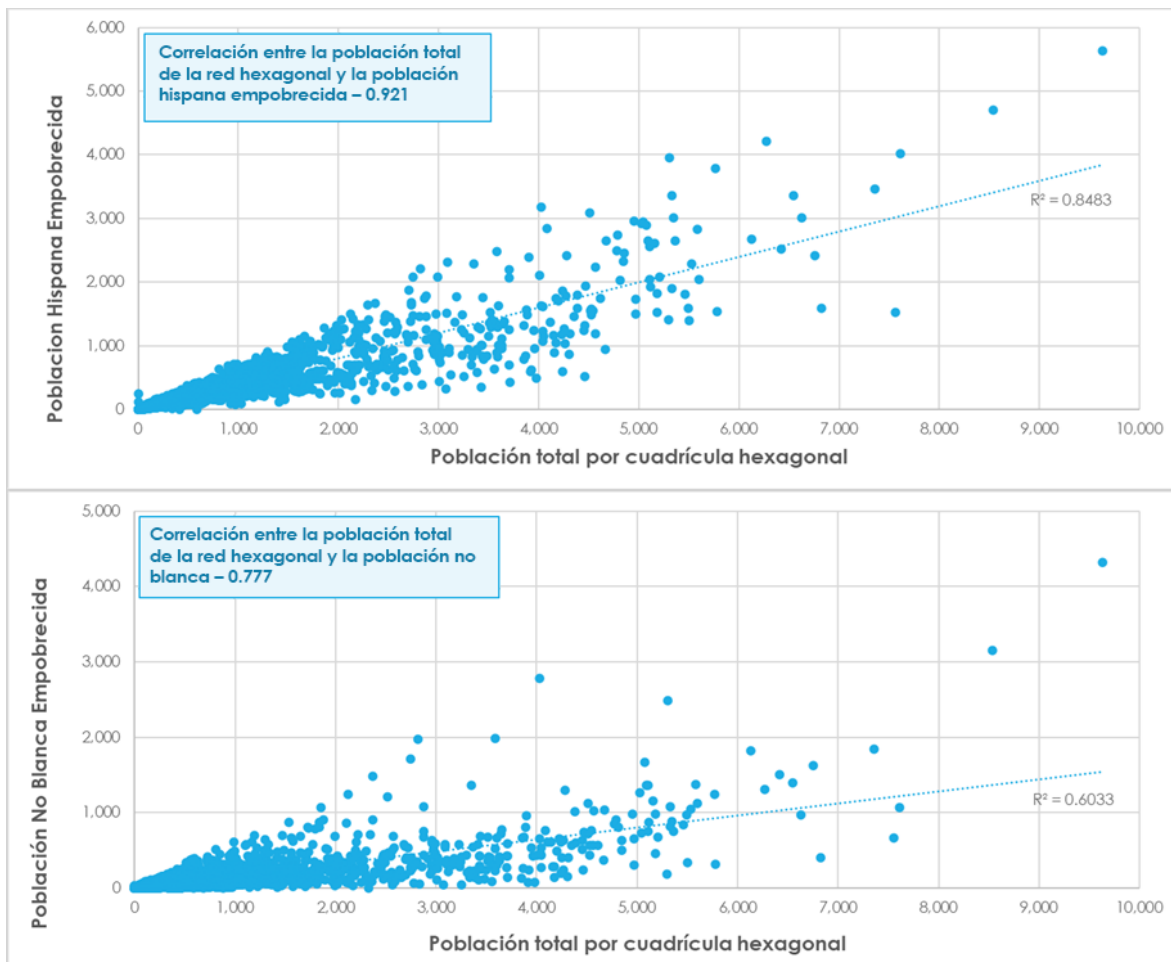 Correlación entre la población total
de la red hexagonal y la población
hispana empobrecida – 0.921
Poblacion Hispana Empobrecida
6.000
5.000
4.000
3.000
2.000
1.000
0
R² = 0.8483
0 1.000 2.000 3.000 4.000 5.000 6.000 7.000 8.000 9.000 10.000
Población total por cuadrícula hexagonal
Correlación entre la población total
de la red hexagonal y la población no
blanca – 0.777
Población No Blanca Empobrecida
5.000
4.000
3.000
2.000
1.000
0
R² = 0.6033
0 1.000 2.000 3.000 4.000 5.000 6.000 7.000 8.000 9.000 10.000
Población total por cuadrícula hexagonal